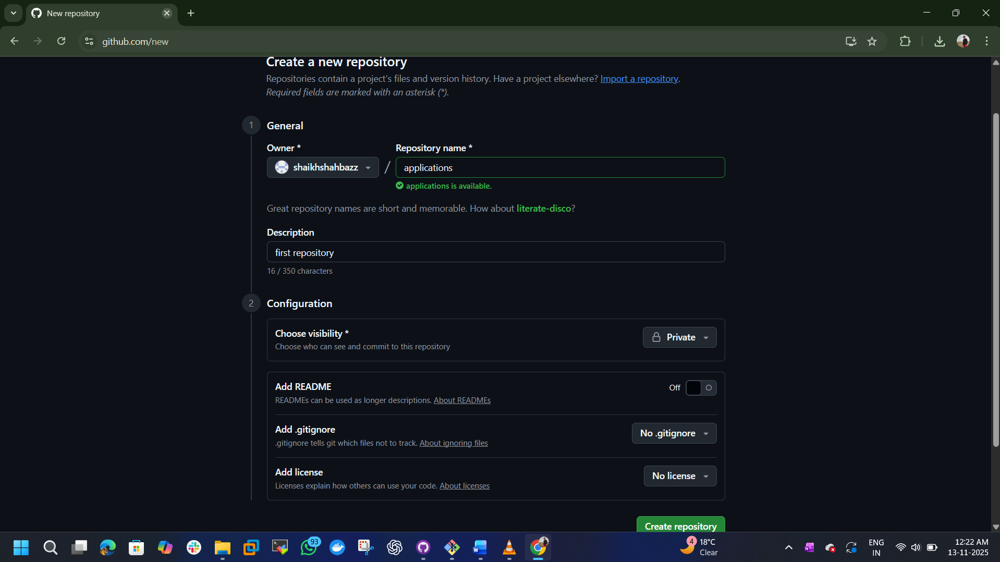 New repository
github.com/new
Create a new repository
Repositories contain a project's files and version history. Have a project elsewhere? Import a repository.
Required fields are marked with an asterisk (*).
1 General
Owner * Repository name *
shaikhshahbazz / applications
applications is available.
Great repository names are short and memorable. How about literate-disco?
Description
first repository
16 / 350 characters
2 Configuration
Choose visibility *
Private
Choose who can see and commit to this repository
Add README
Off
READMEs can be used as longer descriptions. About READMEs
Add .gitignore
No .gitignore
.gitignore tells git which files not to track. About ignoring files
Add license
No license
Licenses explain how others can use your code. About licenses
Create repository
93
4
18°C
Clear
ENG
IN
12:22 AM
13-11-2025